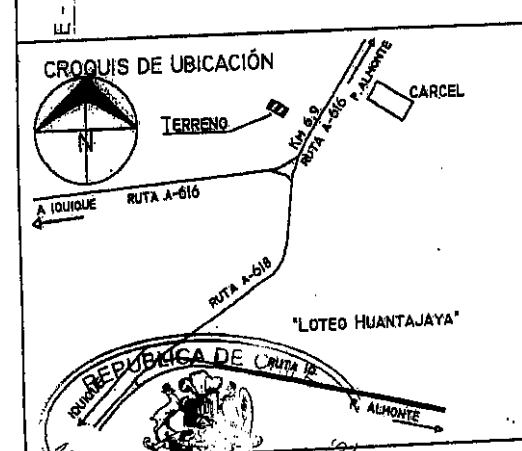 E-
CROQUIS DE UBICACIÓN
P. ALMONTE
CARCEL
TERRENO
KM 6,9
RUTA A-616
N
RUTA A-616
A IQUIQUE
RUTA A-618
"LOTEO HUANTAJAYA"
REPUBLICA DE
RUTA
IQUIQUE
ALMONTE